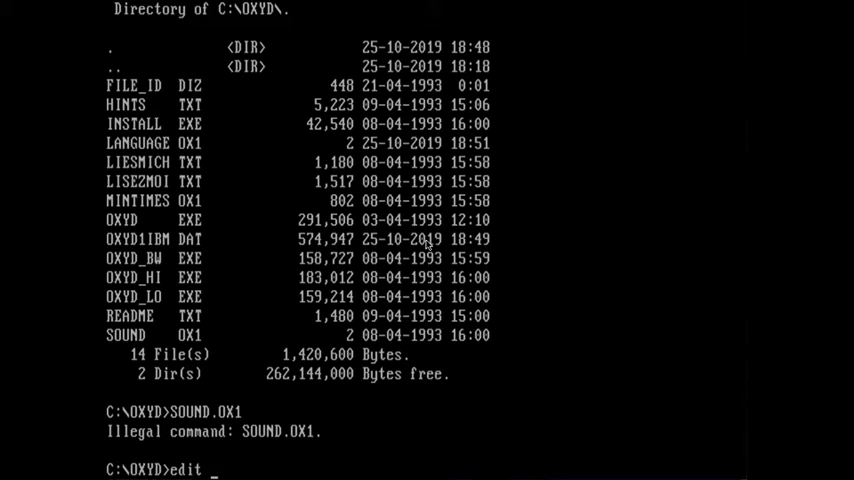 Directory of C:\OXYD\.
.            <DIR>            25-10-2019 18:48
..           <DIR>            25-10-2019 18:18
FILE_ID  DIZ             448 21-04-1993  0:01
HINTS    TXT           5,223 09-04-1993 15:06
INSTALL  EXE          42,540 08-04-1993 16:00
LANGUAGE OX1               2 25-10-2019 18:51
LIESMICH TXT           1,180 08-04-1993 15:58
LISEZMOI TXT           1,517 08-04-1993 15:58
MINTIMES OX1             802 08-04-1993 15:58
OXYD     EXE         291,506 03-04-1993 12:10
OXYD1IBM DAT         574,947 25-10-2019 18:49
OXYD_BW  EXE         158,727 08-04-1993 15:59
OXYD_HI  EXE         183,012 08-04-1993 16:00
OXYD_LO  EXE         159,214 08-04-1993 16:00
README   TXT           1,480 09-04-1993 15:00
SOUND    OX1               2 08-04-1993 16:00
14 File(s)        1,420,600 Bytes.
2 Dir(s)       262,144,000 Bytes free.
C:\OXYD>SOUND.OX1
Illegal command: SOUND.OX1.
C:\OXYD>edit _